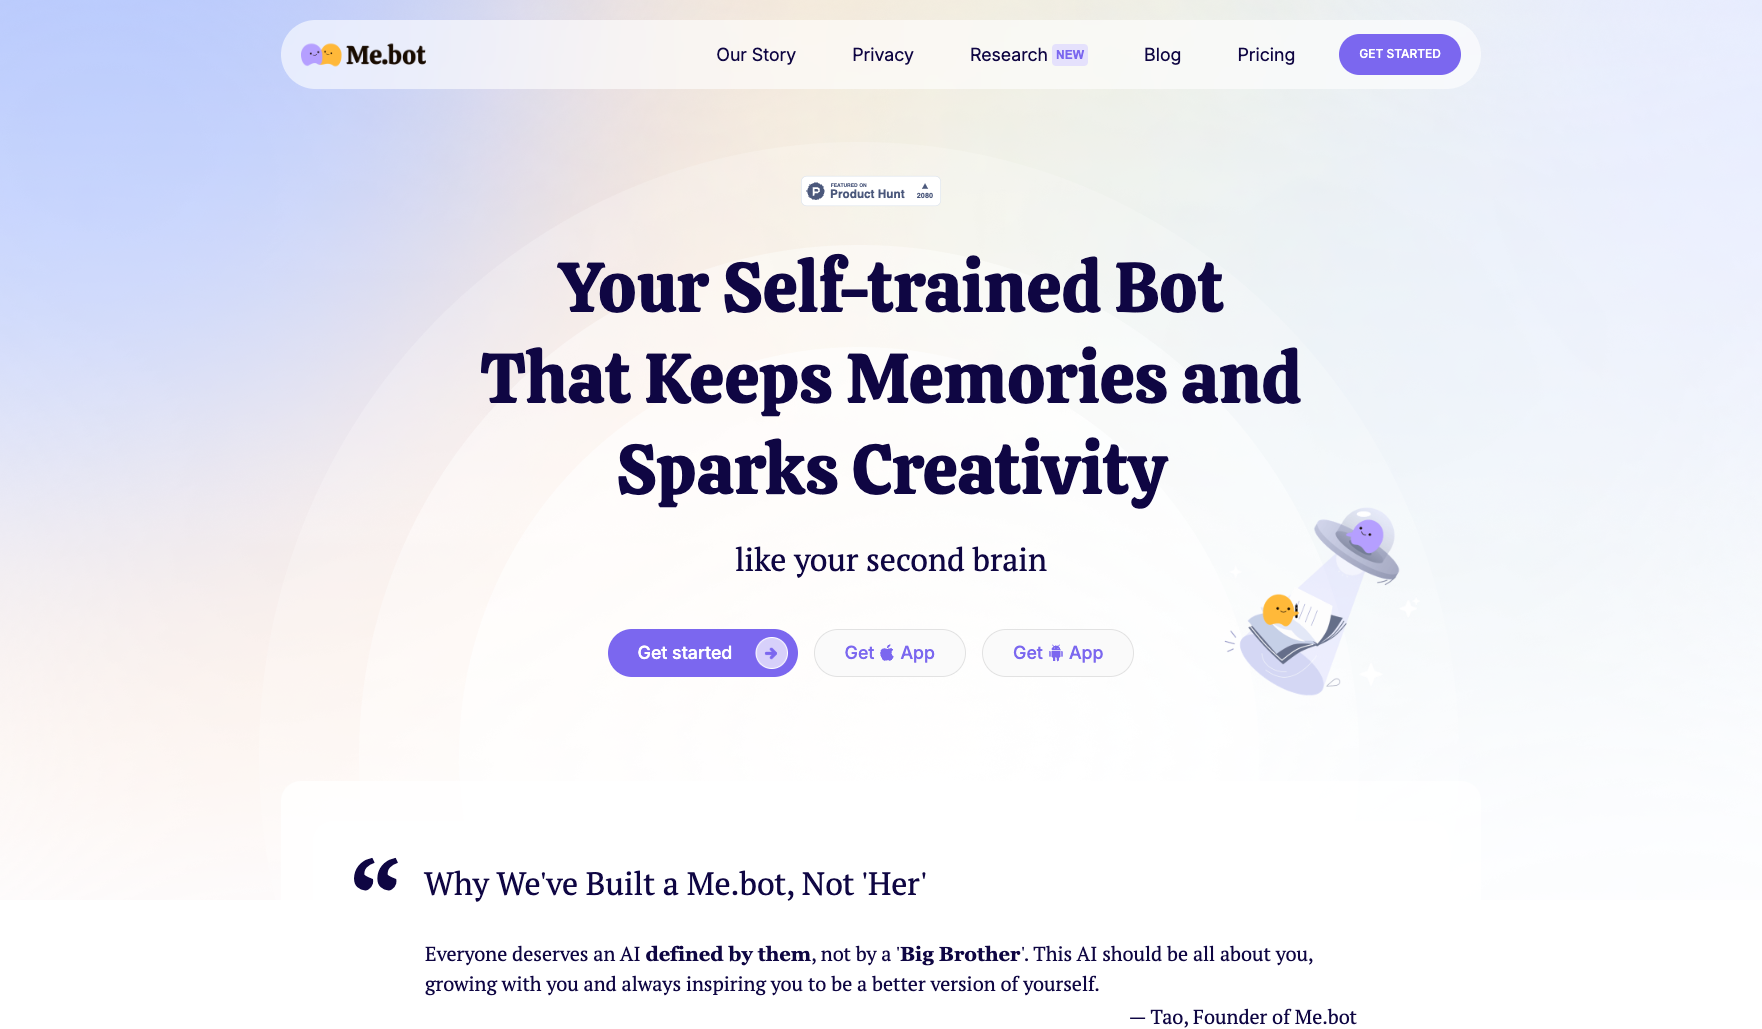 Me.bot
Our Story Privacy Research NEW Blog Pricing GET STARTED
P FEATURED ON Product Hunt ▲ 2080
Your Self-trained Bot
That Keeps Memories and
Sparks Creativity
like your second brain
Get started Get App Get App
“ Why We've Built a Me.bot, Not 'Her'
Everyone deserves an AI defined by them, not by a 'Big Brother'. This AI should be all about you,
growing with you and always inspiring you to be a better version of yourself.
— Tao, Founder of Me.bot